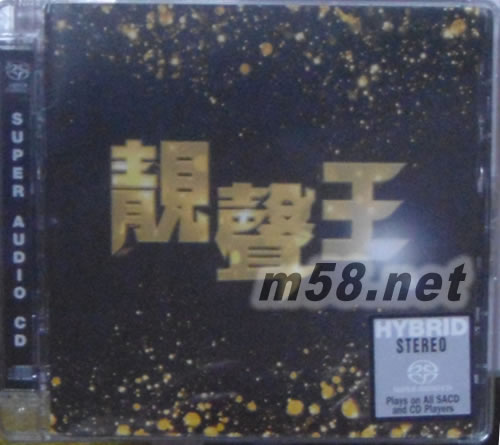 SUPER AUDIO CD
靚聲王
m58.net
HYBRID
STEREO
Plays on All SACD
and CD Players